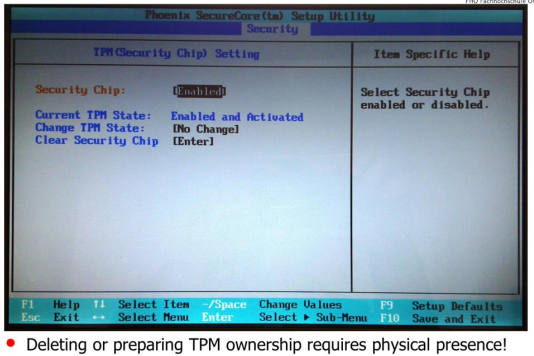 FHO Fachhochschule O
Phoenix SecureCore(tm) Setup Utility
Security
TPM(Security Chip) Setting
Item Specific Help
Security Chip: [Enabled]
Select Security Chip
enabled or disabled.
Current TPM State: Enabled and Activated
Change TPM State: [No Change]
Clear Security Chip [Enter]
F1 Help ↑↓ Select Item -/Space Change Values F9 Setup Defaults
Esc Exit ↔ Select Menu Enter Select ▶ Sub-Menu F10 Save and Exit
• Deleting or preparing TPM ownership requires physical presence!